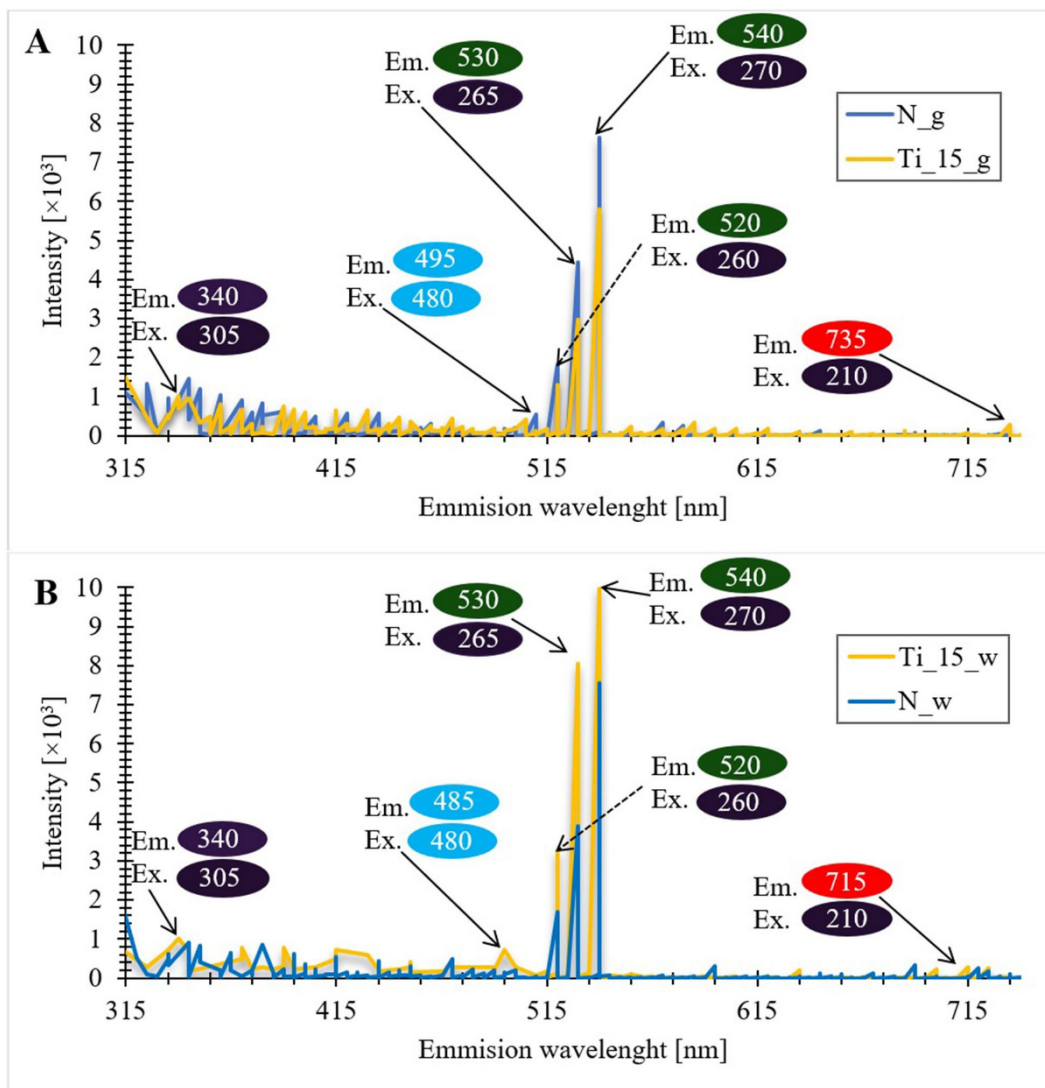 A
10
9
8
7
6
5
4
3
2
1
0
Intensity [×10³]
Em. 530
Ex. 265
Em. 540
Ex. 270
N_g
Ti_15_g
Em. 520
Ex. 260
Em. 495
Ex. 480
Em. 340
Ex. 305
Em. 735
Ex. 210
315 415 515 615 715
Emmision wavelenght [nm]
B
10
9
8
7
6
5
4
3
2
1
0
Intensity [×10³]
Em. 530
Ex. 265
Em. 540
Ex. 270
Ti_15_w
N_w
Em. 520
Ex. 260
Em. 485
Ex. 480
Em. 340
Ex. 305
Em. 715
Ex. 210
315 415 515 615 715
Emmision wavelenght [nm]